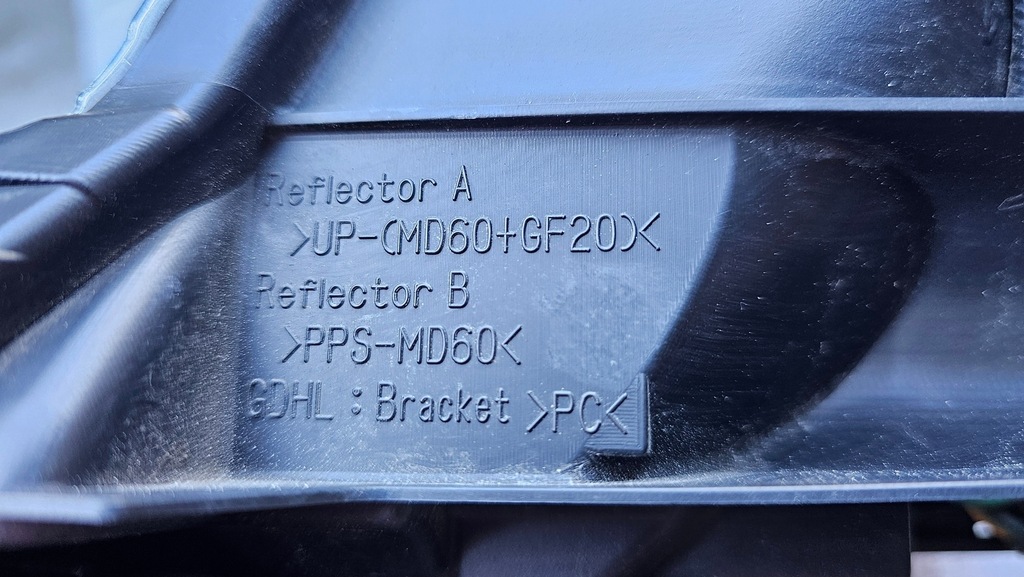 Reflector A
>UP-(MD60+GF20)<
Reflector B
>PPS-MD60<
GDHL : Bracket >PC<